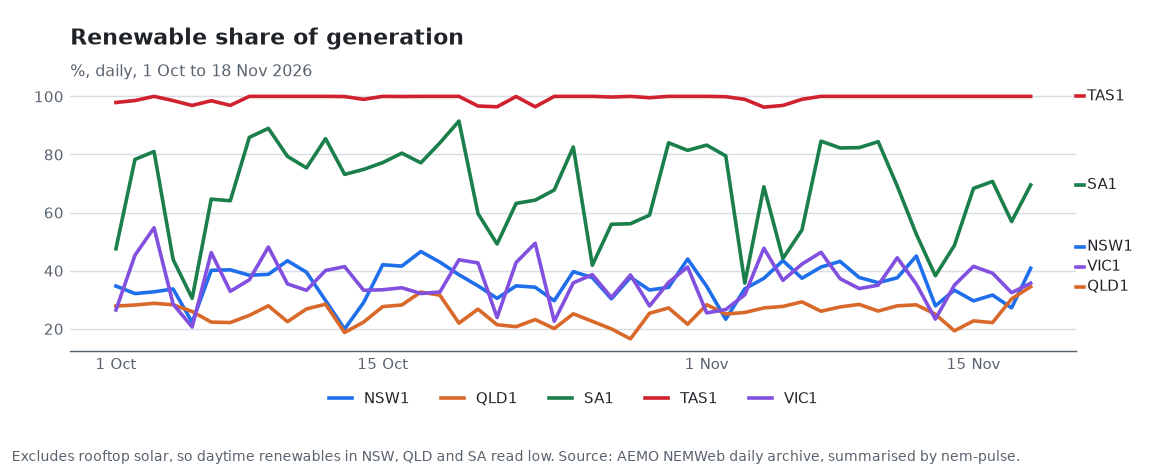 Renewable share of generation
%, daily, 1 Oct to 18 Nov 2026
100
80
60
40
20
TAS1
SA1
NSW1
VIC1
QLD1
1 Oct 15 Oct 1 Nov 15 Nov
NSW1 QLD1 SA1 TAS1 VIC1
Excludes rooftop solar, so daytime renewables in NSW, QLD and SA read low. Source: AEMO NEMWeb daily archive, summarised by nem-pulse.